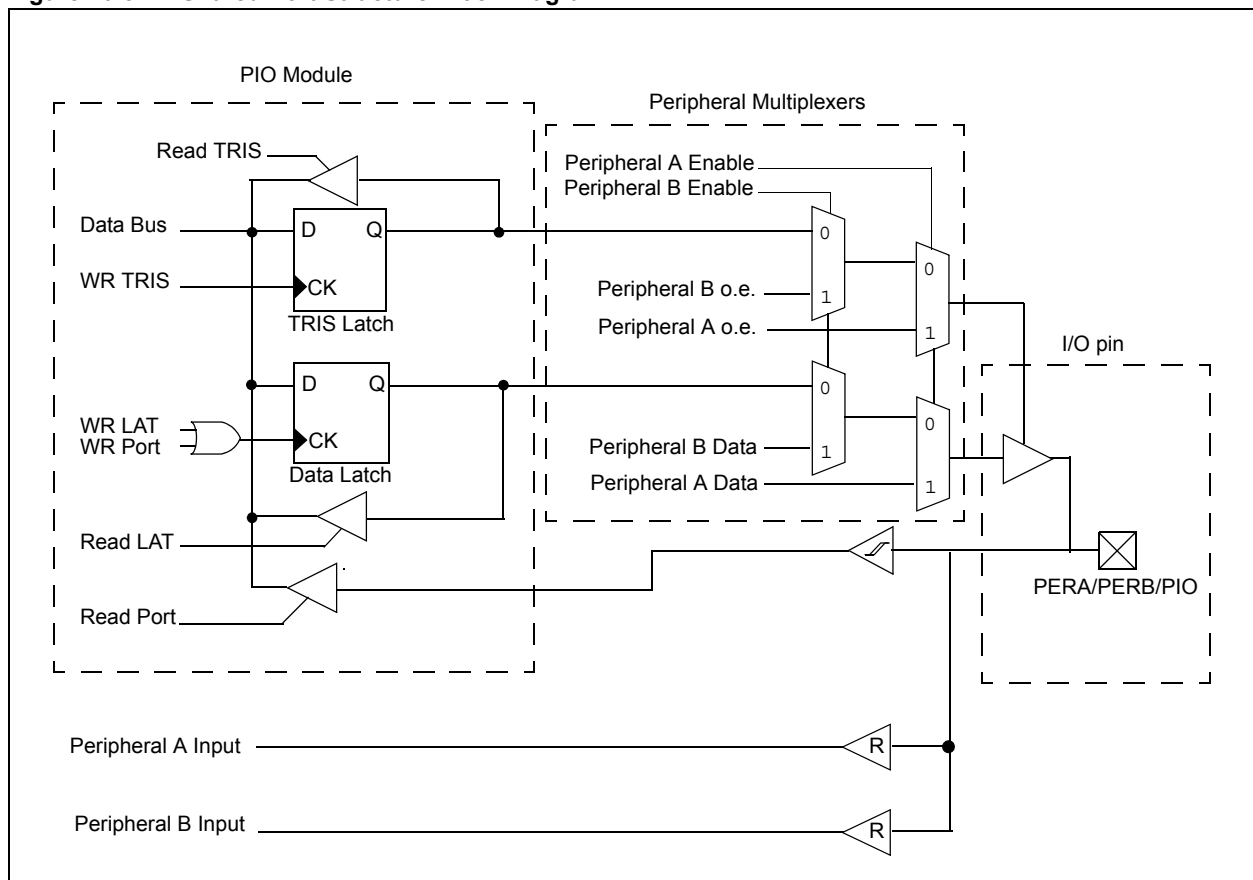 PIO Module
Peripheral Multiplexers
Read TRIS
Peripheral A Enable
Peripheral B Enable
Data Bus
D Q
0
WR TRIS
CK
0
Peripheral B o.e.
1
TRIS Latch
Peripheral A o.e.
1
I/O pin
D Q
0
WR LAT
WR Port
CK
0
Peripheral B Data
1
Data Latch
Peripheral A Data
1
Read LAT
PERA/PERB/PIO
Read Port
Peripheral A Input
R
Peripheral B Input
R